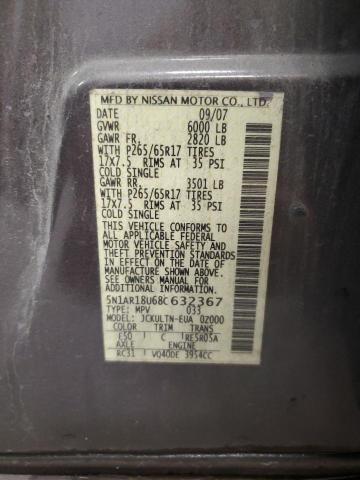 MFD BY NISSAN MOTOR CO., LTD.
DATE 09/07
GVWR 6000 LB
GAWR FR. 2820 LB
WITH P265/65R17 TIRES
17X7.5 RIMS AT 35 PSI
COLD SINGLE
GAWR RR. 3501 LB
WITH P265/65R17 TIRES
17X7.5 RIMS AT 35 PSI
COLD SINGLE
THIS VEHICLE CONFORMS TO
ALL APPLICABLE FEDERAL
MOTOR VEHICLE SAFETY AND
THEFT PREVENTION STANDARDS
IN EFFECT ON THE DATE OF
MANUFACTURE SHOWN ABOVE.
SEE OWNERS MANUAL FOR
ADDITIONAL INFORMATION.
5N1AR18U68C632367
TYPE: MPV 033
MODEL: JCKULTN-EUA 02000
COLOR TRIM TRANS
E50 C RE5R05A
AXLE ENGINE
RC31 VQ40DE 3954CC